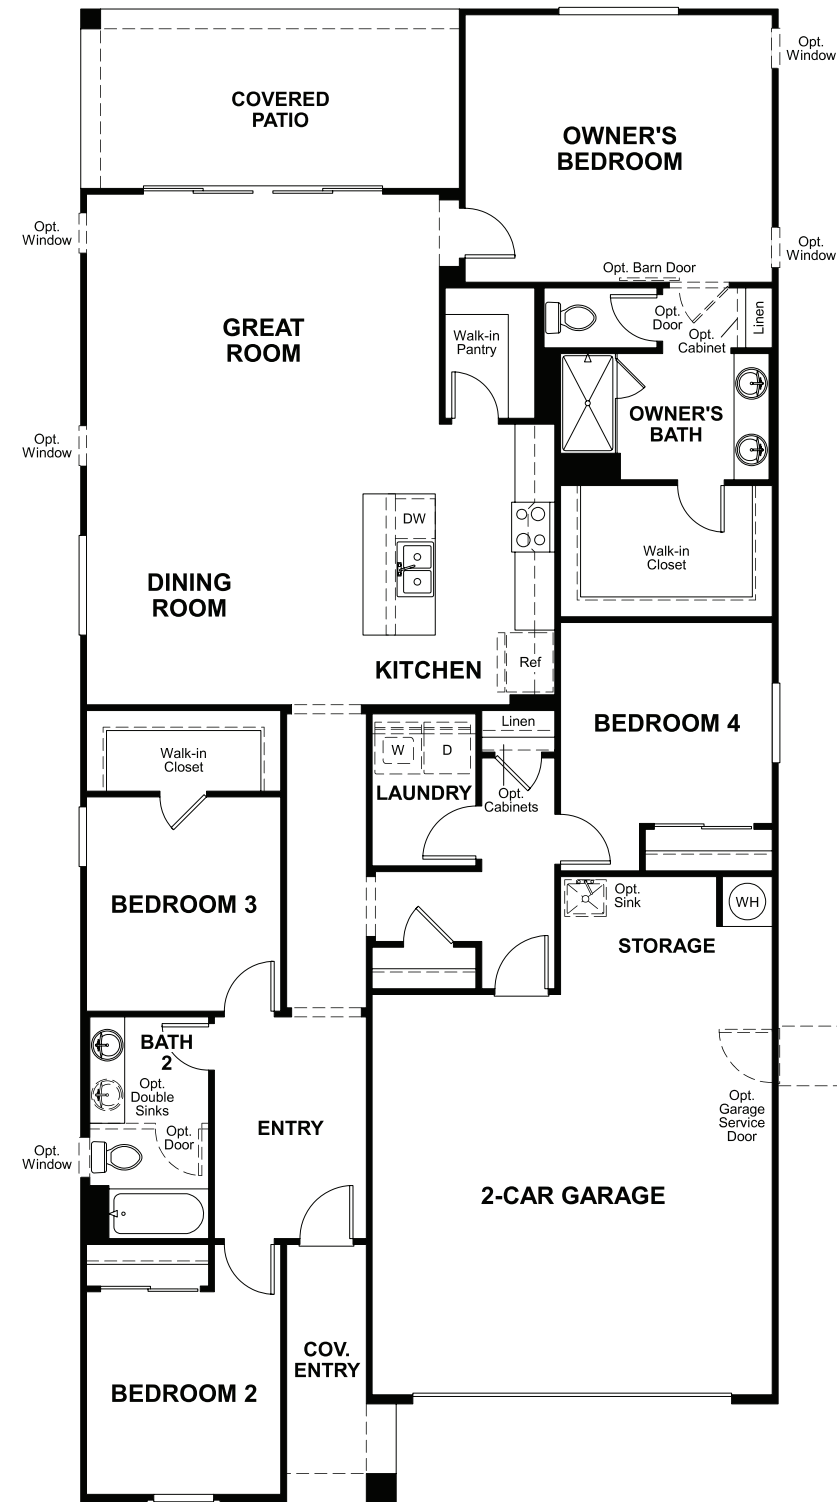 Opt.
Window
COVERED
PATIO
OWNER'S
BEDROOM
Opt.
Window
Opt.
Window
Opt. Barn Door
GREAT
ROOM
Walk-in
Pantry
Opt.
Door
Opt.
Cabinet
Linen
OWNER'S
BATH
Opt.
Window
DW
Walk-in
Closet
DINING
ROOM
KITCHEN
Ref
BEDROOM 4
Linen
Walk-in
Closet
W
D
LAUNDRY
Opt.
Cabinets
BEDROOM 3
Opt.
Sink
WH
STORAGE
BATH
2
Opt.
Double
Sinks
Opt.
Door
Opt.
Window
ENTRY
Opt.
Garage
Service
Door
2-CAR GARAGE
COV.
ENTRY
BEDROOM 2
Opt.
Window